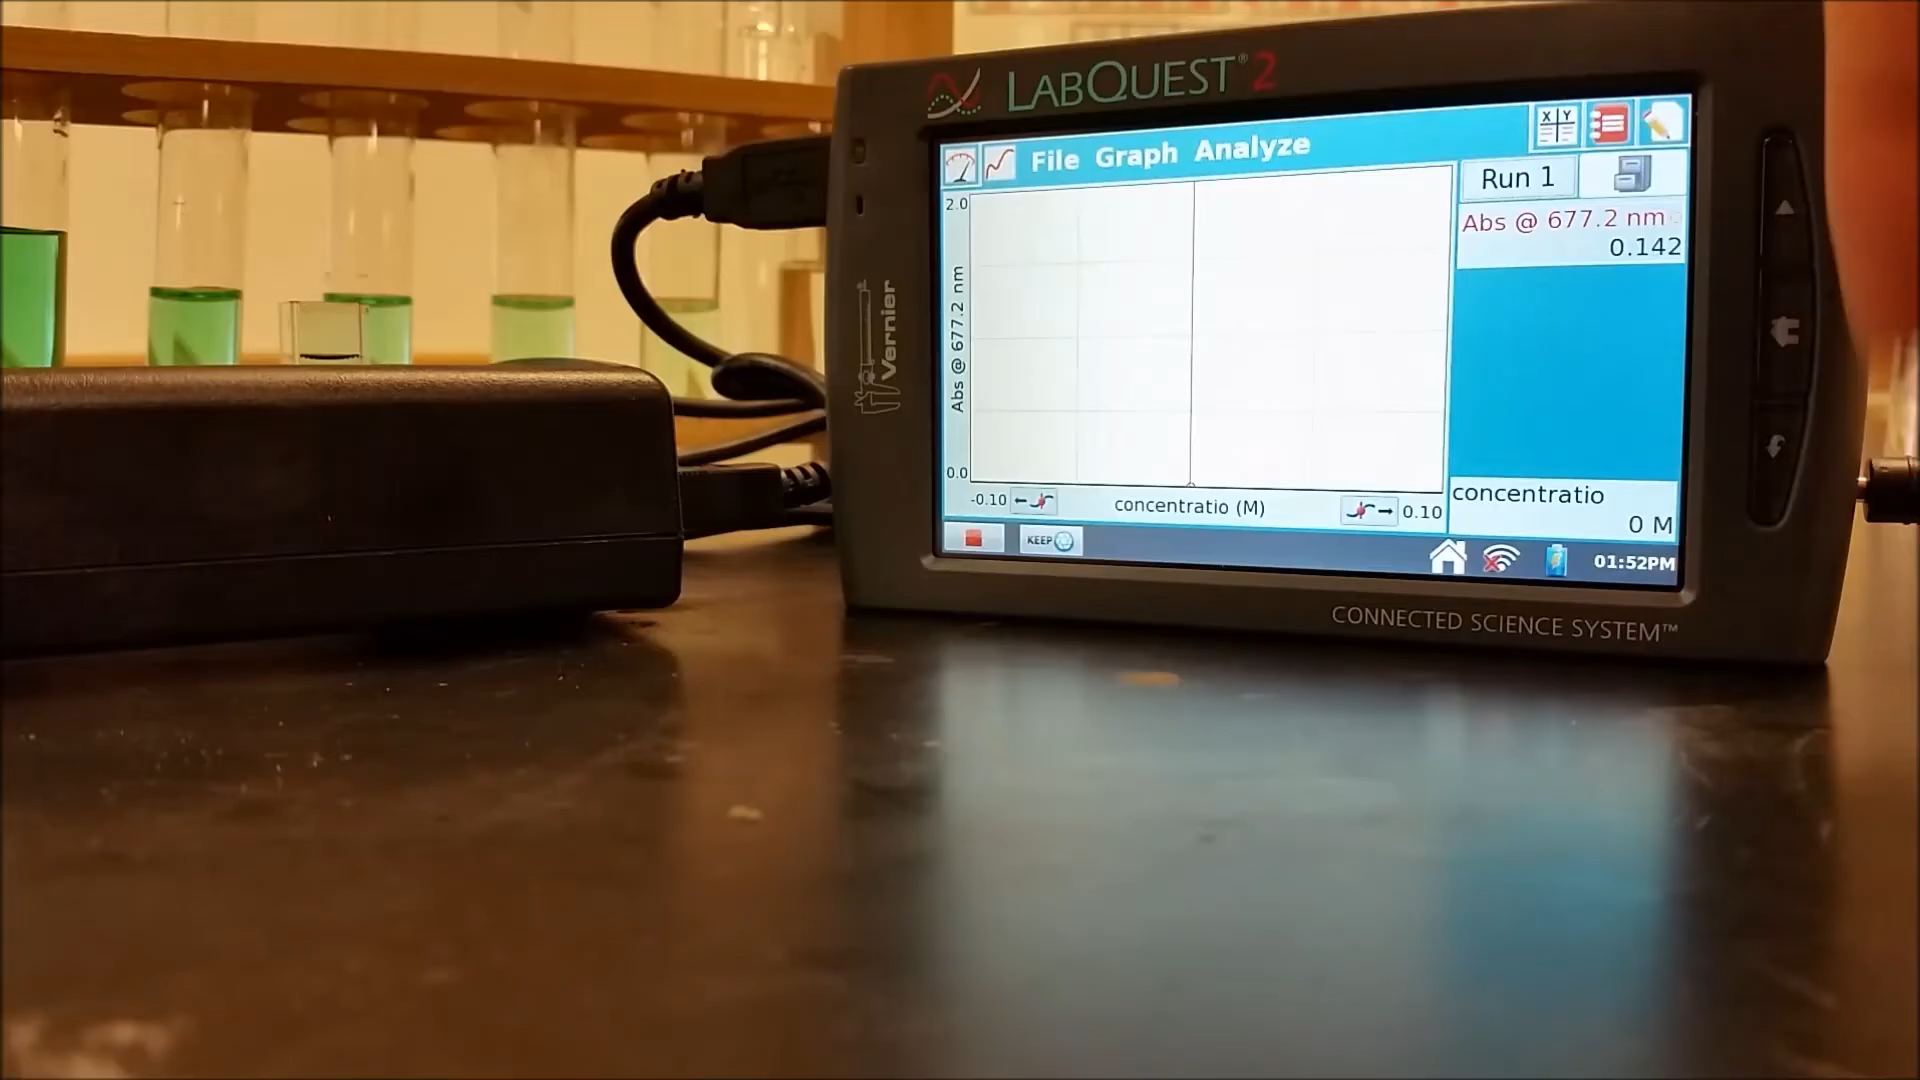 LABQUEST® 2
Vernier
File Graph Analyze
X Y
Run 1
Abs @ 677.2 nm
0.142
2.0
Abs @ 677.2 nm
0.0
-0.10
concentratio (M)
0.10
concentratio
0 M
KEEP
01:52PM
CONNECTED SCIENCE SYSTEM™